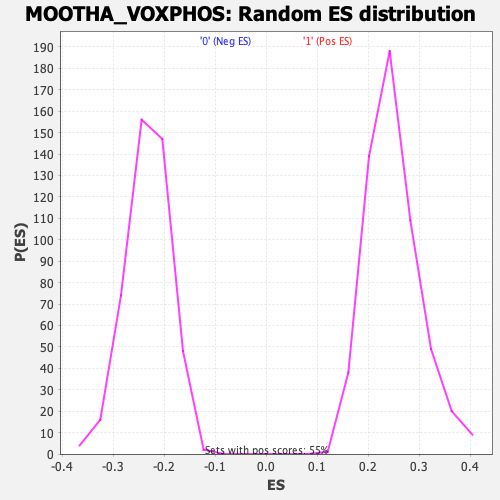 MOOTHA_VOXPHOS: Random ES distribution
'0' (Neg ES)
'1' (Pos ES)
190
180
170
160
150
140
130
120
110
100
90
80
70
60
50
40
30
20
10
0
P(ES)
Sets with pos scores: 55%
-0.4 -0.3 -0.2 -0.1 0.0 0.1 0.2 0.3 0.4
ES